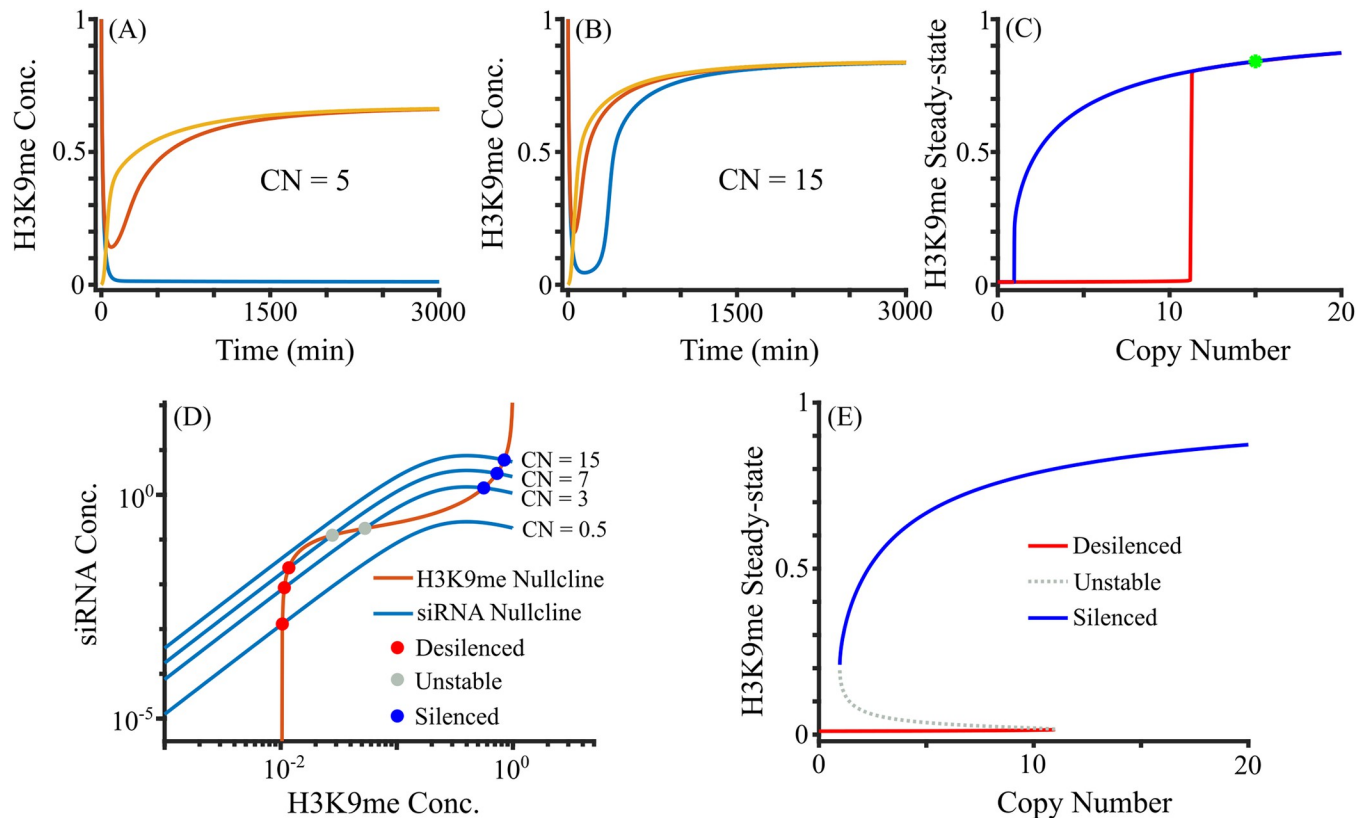 (A)
H3K9me Conc.
1
0.5
0
CN = 5
0
1500
3000
Time (min)
(B)
H3K9me Conc.
1
0.5
0
CN = 15
0
1500
3000
Time (min)
(C)
H3K9me Steady-state
1
0.5
0
0
10
20
Copy Number
(D)
siRNA Conc.
10^0
10^-5
CN = 15
CN = 7
CN = 3
CN = 0.5
H3K9me Nullcline
siRNA Nullcline
Desilenced
Unstable
Silenced
10^-2
10^0
H3K9me Conc.
(E)
H3K9me Steady-state
1
0.5
0
Desilenced
Unstable
Silenced
0
10
20
Copy Number